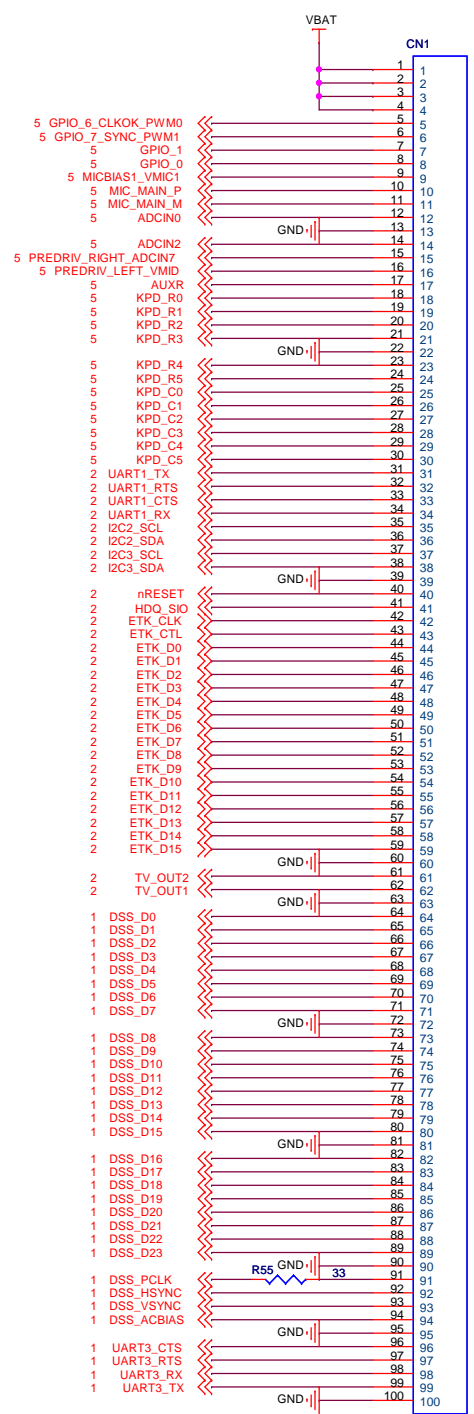 VBAT
CN1
1 1
2 2
3 3
4 4
5 GPIO_6_CLKOK_PWM0 5 5
5 GPIO_7_SYNC_PWM1 6 6
5 GPIO_1 7 7
5 GPIO_0 8 8
5 MICBIAS1_VMIC1 9 9
5 MIC_MAIN_P 10 10
5 MIC_MAIN_M 11 11
5 ADCIN0 12 12
GND 13 13
5 ADCIN2 14 14
5 PREDRIV_RIGHT_ADCIN7 15 15
5 PREDRIV_LEFT_VMID 16 16
5 AUXR 17 17
5 KPD_R0 18 18
5 KPD_R1 19 19
5 KPD_R2 20 20
5 KPD_R3 21 21
GND 22 22
5 KPD_R4 23 23
5 KPD_R5 24 24
5 KPD_C0 25 25
5 KPD_C1 26 26
5 KPD_C2 27 27
5 KPD_C3 28 28
5 KPD_C4 29 29
5 KPD_C5 30 30
2 UART1_TX 31 31
2 UART1_RTS 32 32
2 UART1_CTS 33 33
2 UART1_RX 34 34
2 I2C2_SCL 35 35
2 I2C2_SDA 36 36
2 I2C3_SCL 37 37
2 I2C3_SDA 38 38
GND 39 39
2 nRESET 40 40
2 HDQ_SIO 41 41
2 ETK_CLK 42 42
2 ETK_CTL 43 43
2 ETK_D0 44 44
2 ETK_D1 45 45
2 ETK_D2 46 46
2 ETK_D3 47 47
2 ETK_D4 48 48
2 ETK_D5 49 49
2 ETK_D6 50 50
2 ETK_D7 51 51
2 ETK_D8 52 52
2 ETK_D9 53 53
2 ETK_D10 54 54
2 ETK_D11 55 55
2 ETK_D12 56 56
2 ETK_D13 57 57
2 ETK_D14 58 58
2 ETK_D15 59 59
GND 60 60
2 TV_OUT2 61 61
2 TV_OUT1 62 62
GND 63 63
1 DSS_D0 64 64
1 DSS_D1 65 65
1 DSS_D2 66 66
1 DSS_D3 67 67
1 DSS_D4 68 68
1 DSS_D5 69 69
1 DSS_D6 70 70
1 DSS_D7 71 71
GND 72 72
1 DSS_D8 73 73
1 DSS_D9 74 74
1 DSS_D10 75 75
1 DSS_D11 76 76
1 DSS_D12 77 77
1 DSS_D13 78 78
1 DSS_D14 79 79
1 DSS_D15 80 80
GND 81 81
1 DSS_D16 82 82
1 DSS_D17 83 83
1 DSS_D18 84 84
1 DSS_D19 85 85
1 DSS_D20 86 86
1 DSS_D21 87 87
1 DSS_D22 88 88
1 DSS_D23 89 89
R55 GND 90 90
1 DSS_PCLK 33 91 91
1 DSS_HSYNC 92 92
1 DSS_VSYNC 93 93
1 DSS_ACBIAS 94 94
GND 95 95
1 UART3_CTS 96 96
1 UART3_RTS 97 97
1 UART3_RX 98 98
1 UART3_TX 99 99
GND 100 100